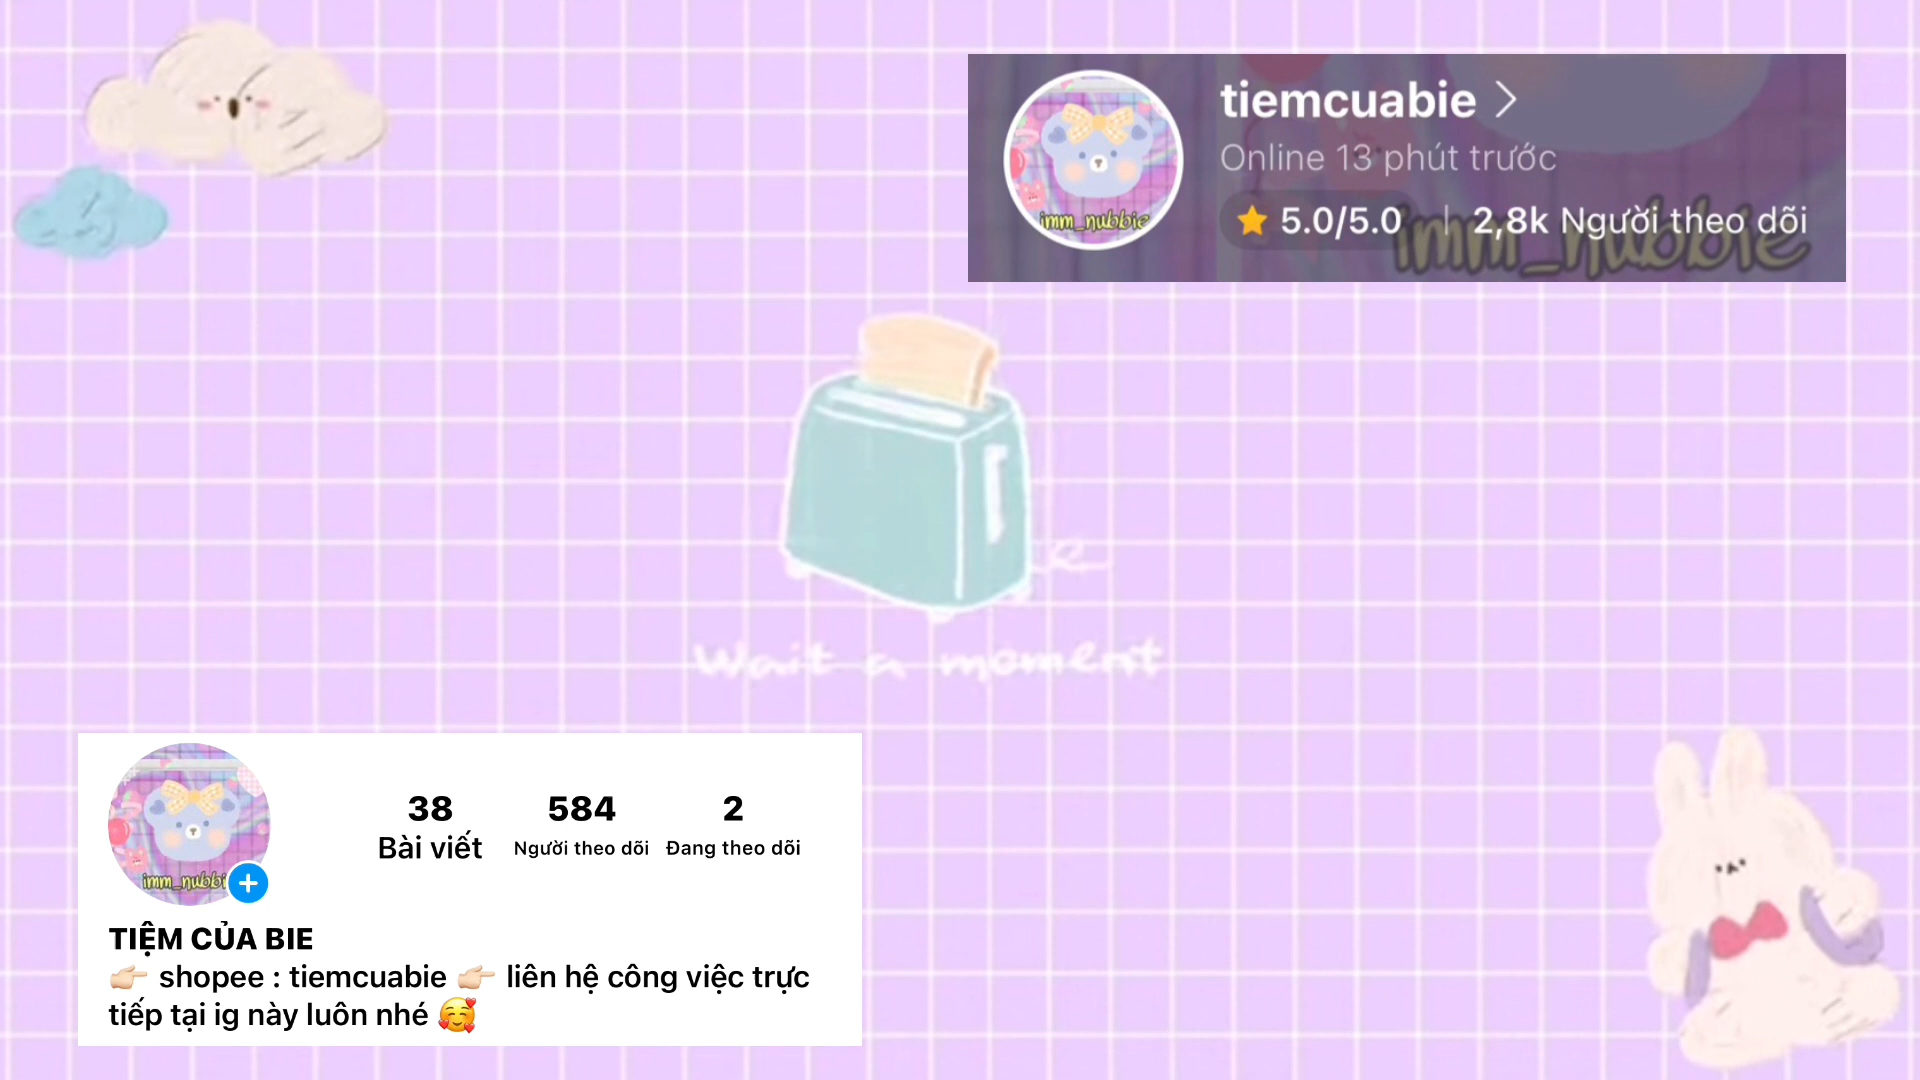 tiemcuabie
Online 13 phút trước
5.0/5.0 | 2,8k Người theo dõi
imm_nubbie
imm_nubbie
Wait a moment
38 584 2
Bài viết Người theo dõi Đang theo dõi
imm_nubbi
TIỆM CỦA BIE
👉🏻 shopee : tiemcuabie 👉🏻 liên hệ công việc trực
tiếp tại ig này luôn nhé 🥰